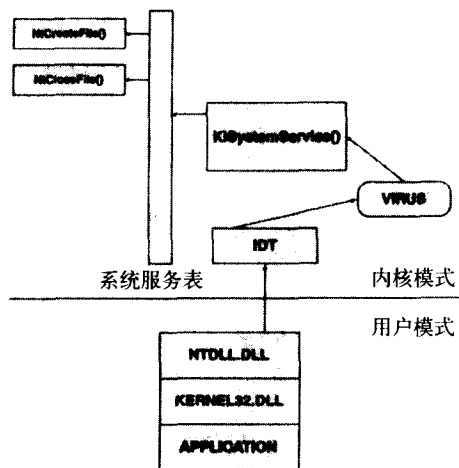 NtCreateFile()
NtCloseFile()
KiSystemService()
VIRUS
IDT
系统服务表
内核模式
用户模式
NTDLL.DLL
KERNEL32.DLL
APPLICATION